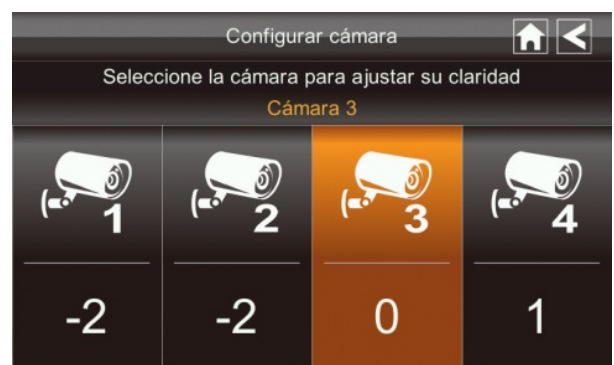 Configurar cámara
Seleccione la cámara para ajustar su claridad
Cámara 3
1 2 3 4
-2 -2 0 1